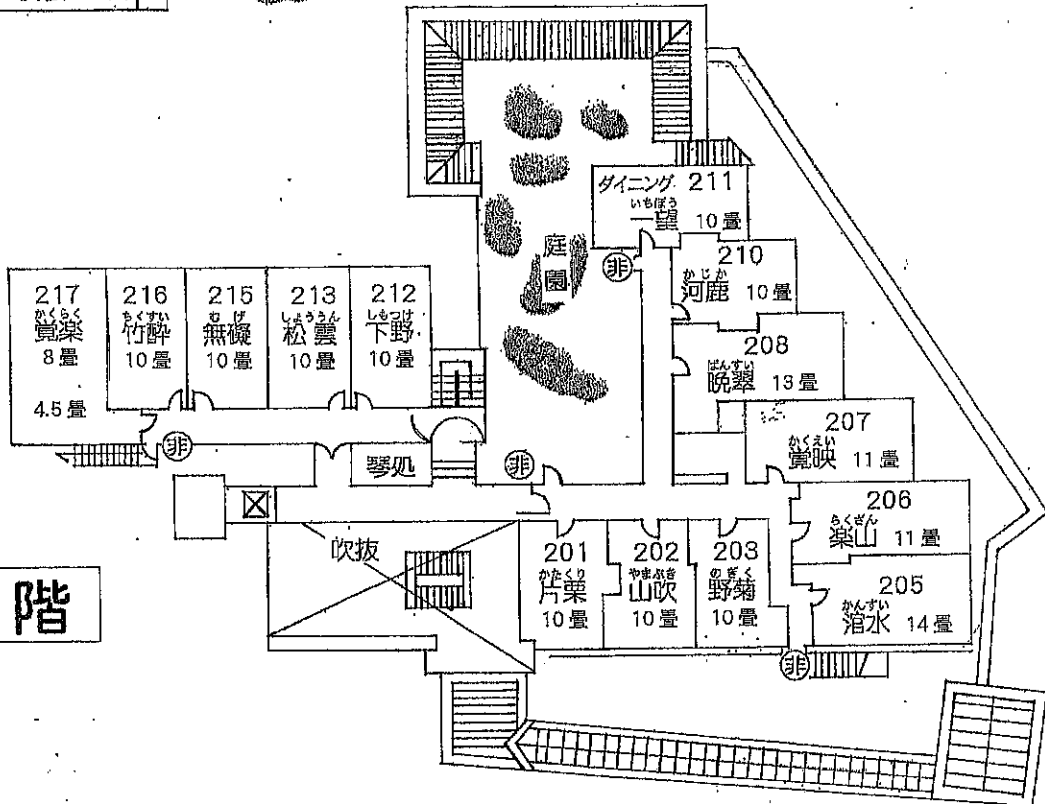 ダイニング 211
いちぼう
一望 10畳
210
かじか
河鹿 10畳
庭園
非
217
かくらく
覚楽
8畳
4.5畳
216
ちくすい
竹酔
10畳
215
むげ
無礙
10畳
213
しょううん
松雲
10畳
212
しもつけ
下野
10畳
208
ばんすい
晩翠 13畳
207
かくえい
覚映 11畳
非
琴処
非
206
らくざん
楽山 11畳
吹抜
201
かたくり
片栗
10畳
202
やまぶき
山吹
10畳
203
のぎく
野菊
10畳
205
かんすい
涫水 14畳
非
階